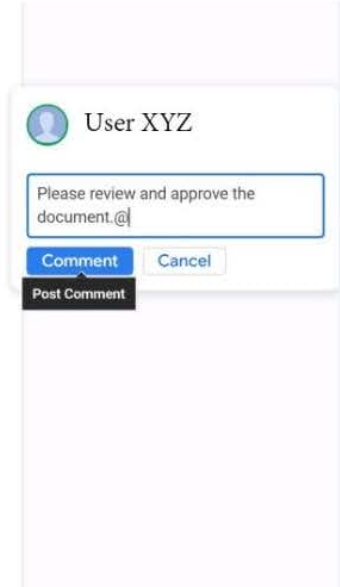 User XYZ
Please review and approve the
document.@
Comment Cancel
Post Comment